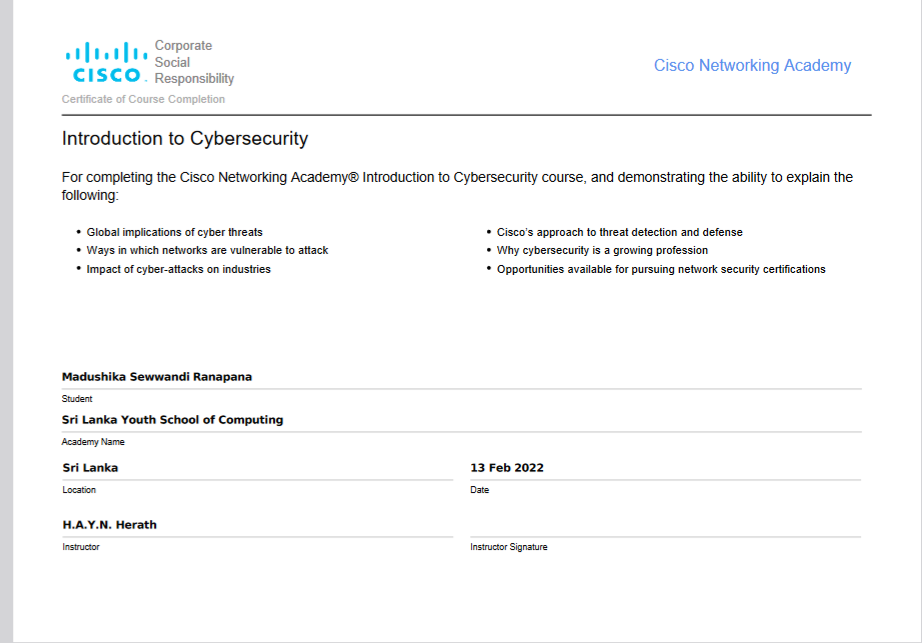 Corporate
Social
CISCO. Responsibility
Cisco Networking Academy
Certificate of Course Completion
Introduction to Cybersecurity
For completing the Cisco Networking Academy® Introduction to Cybersecurity course, and demonstrating the ability to explain the
following:
• Global implications of cyber threats
• Ways in which networks are vulnerable to attack
• Impact of cyber-attacks on industries
• Cisco's approach to threat detection and defense
• Why cybersecurity is a growing profession
• Opportunities available for pursuing network security certifications
Madushika Sewwandi Ranapana
Student
Sri Lanka Youth School of Computing
Academy Name
Sri Lanka
Location
13 Feb 2022
Date
H.A.Y.N. Herath
Instructor
Instructor Signature